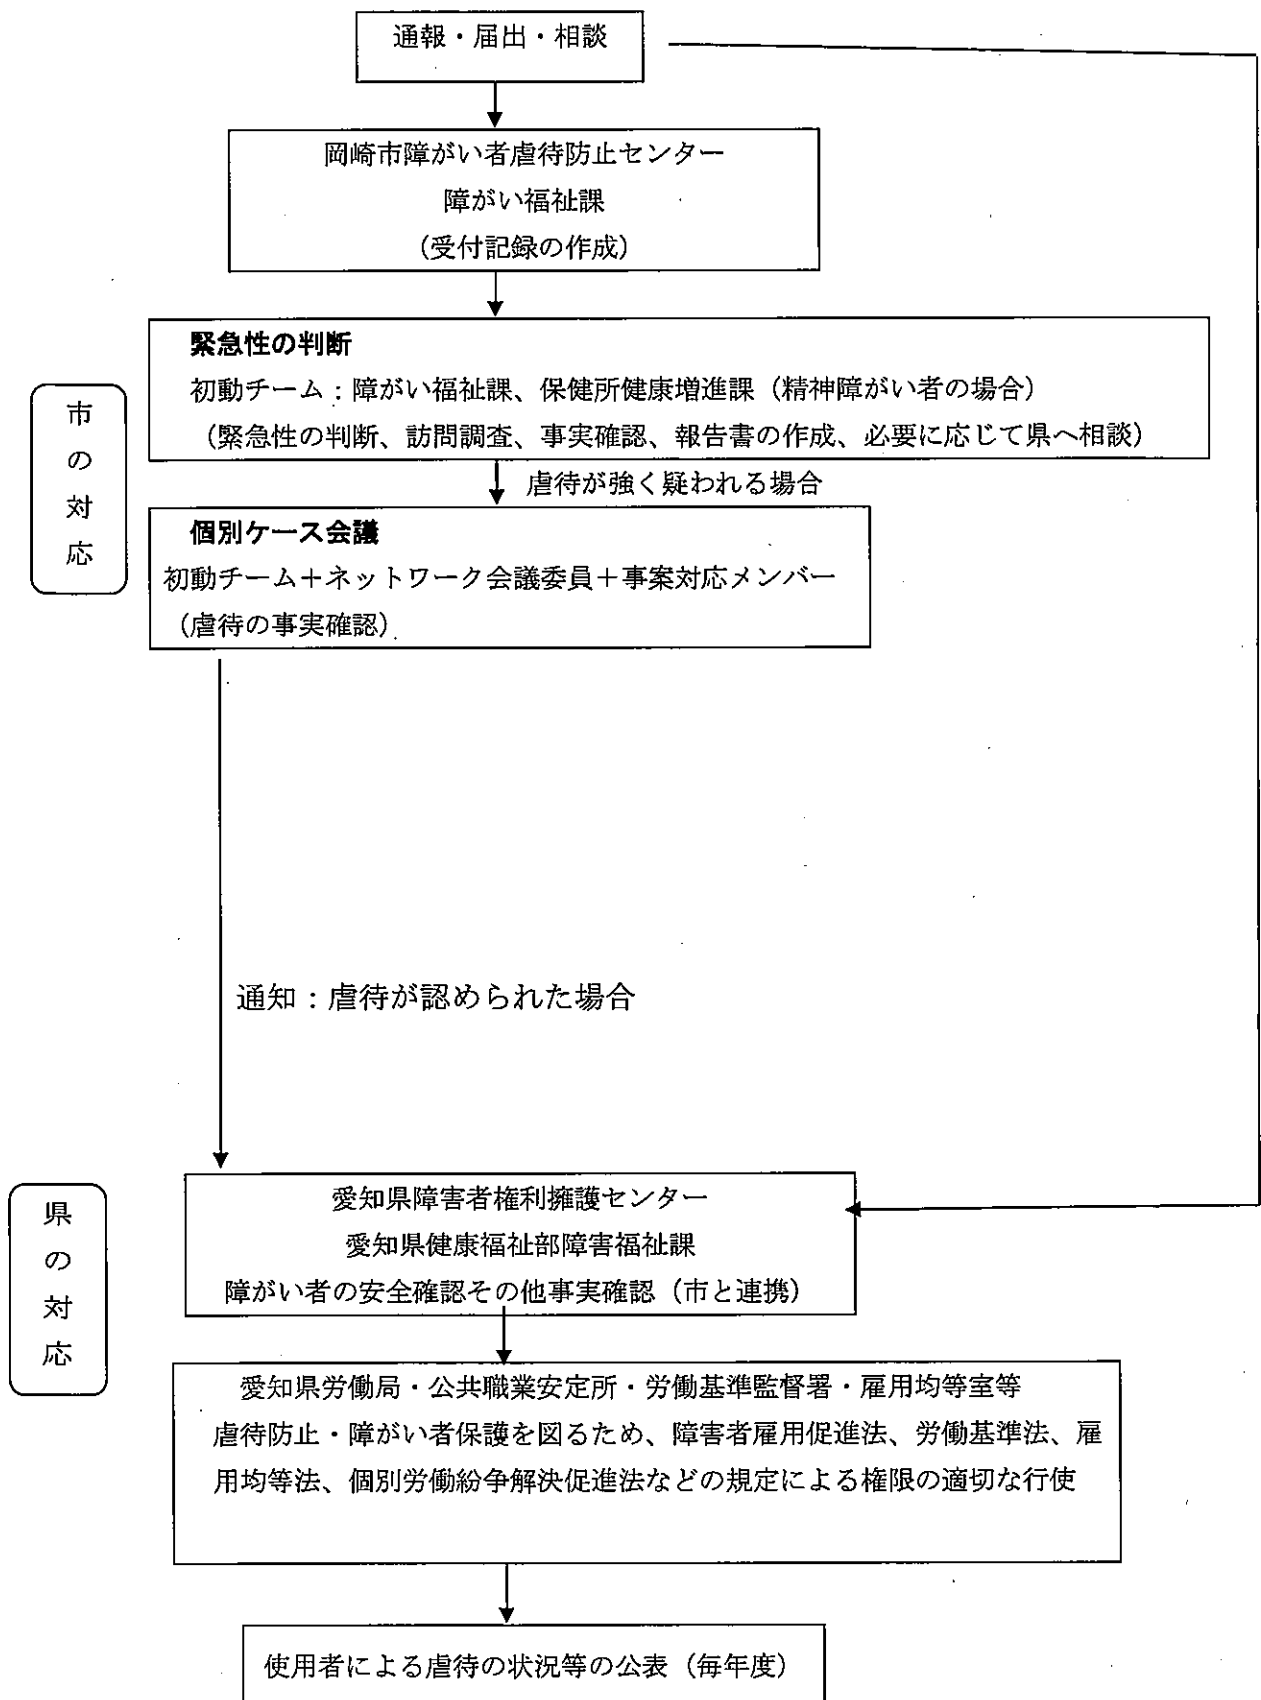 通報・届出・相談
岡崎市障がい者虐待防止センター
障がい福祉課
（受付記録の作成）
緊急性の判断
初動チーム：障がい福祉課、保健所健康増進課（精神障がい者の場合）
（緊急性の判断、訪問調査、事実確認、報告書の作成、必要に応じて県へ相談）
市の対応
虐待が強く疑われる場合
個別ケース会議
初動チーム＋ネットワーク会議委員＋事案対応メンバー
（虐待の事実確認）
通知：虐待が認められた場合
県の対応
愛知県障害者権利擁護センター
愛知県健康福祉部障害福祉課
障がい者の安全確認その他事実確認（市と連携）
愛知県労働局・公共職業安定所・労働基準監督署・雇用均等室等
虐待防止・障がい者保護を図るため、障害者雇用促進法、労働基準法、雇
用均等法、個別労働紛争解決促進法などの規定による権限の適切な行使
使用者による虐待の状況等の公表（毎年度）